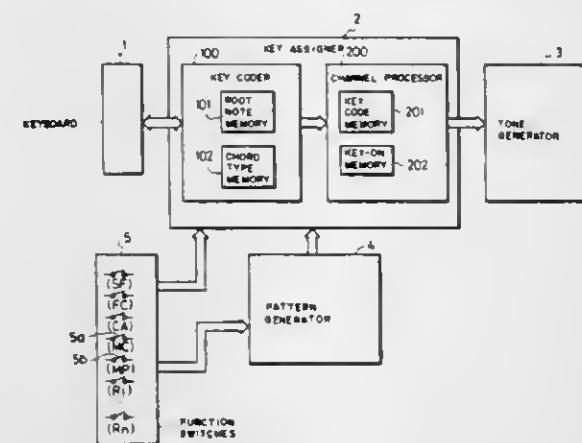 2
1
KEY ASSIGNER
3
100
200
KEY CODER
CHANNEL PROCESSOR
101
ROOT
NOTE
MEMORY
KEY
CODE
MEMORY
201
KEYBOARD
TONE
GENERATOR
102
CHORD
TYPE
MEMORY
KEY-ON
MEMORY
202
5
4
(SF)
(FC)
(CA)
5a
(MC)
5b
(MP)
PATTERN
GENERATOR
(R1)
(Rn)
FUNCTION
SWITCHES